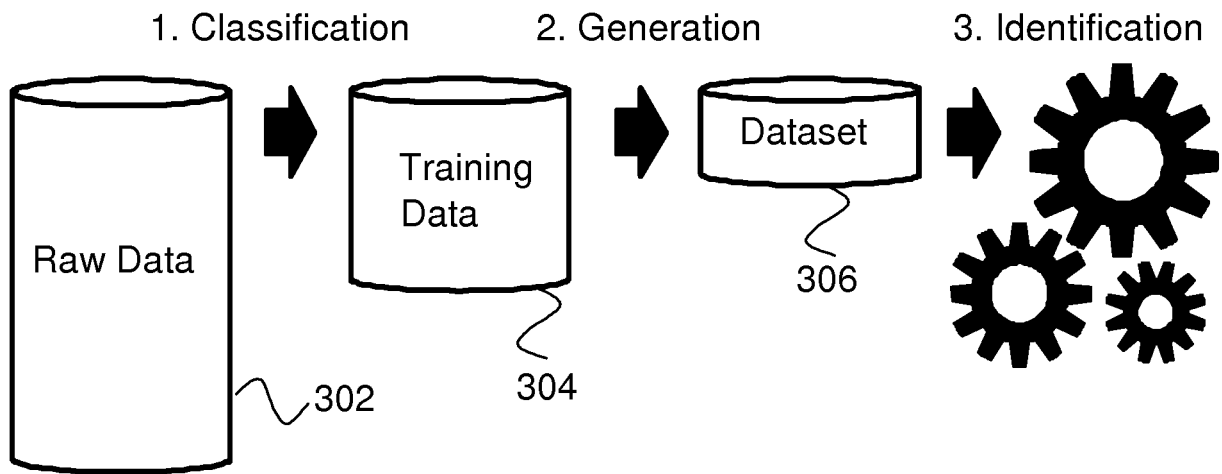 1. Classification
2. Generation
3. Identification
Raw Data
Training
Data
Dataset
302
304
306